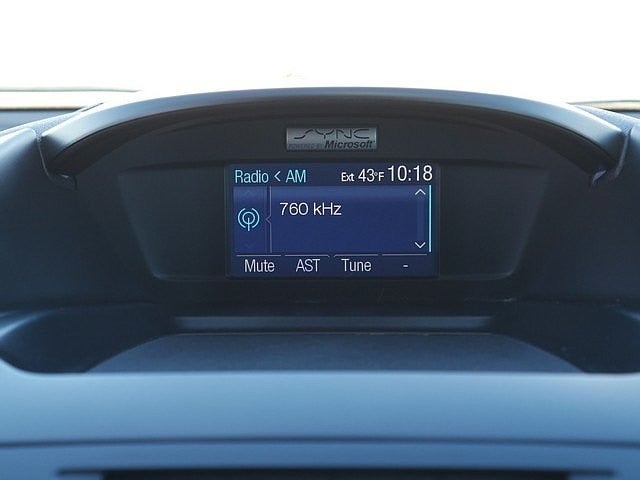 SYNC
POWERED BY Microsoft
Radio < AM Ext 43°F 10:18
760 kHz
Mute AST Tune -